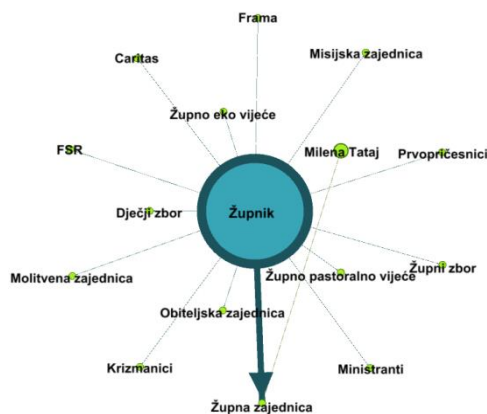 Frama
Misijska zajednica
Caritas
Župno eko vijeće
FSR
Milena Tataj
Prvopričesnici
Dječji zbor
Župnik
Molitvena zajednica
Župno pastoralno vijeće
Župni zbor
Obiteljska zajednica
Krizmanici
Ministranti
Župna zajednica